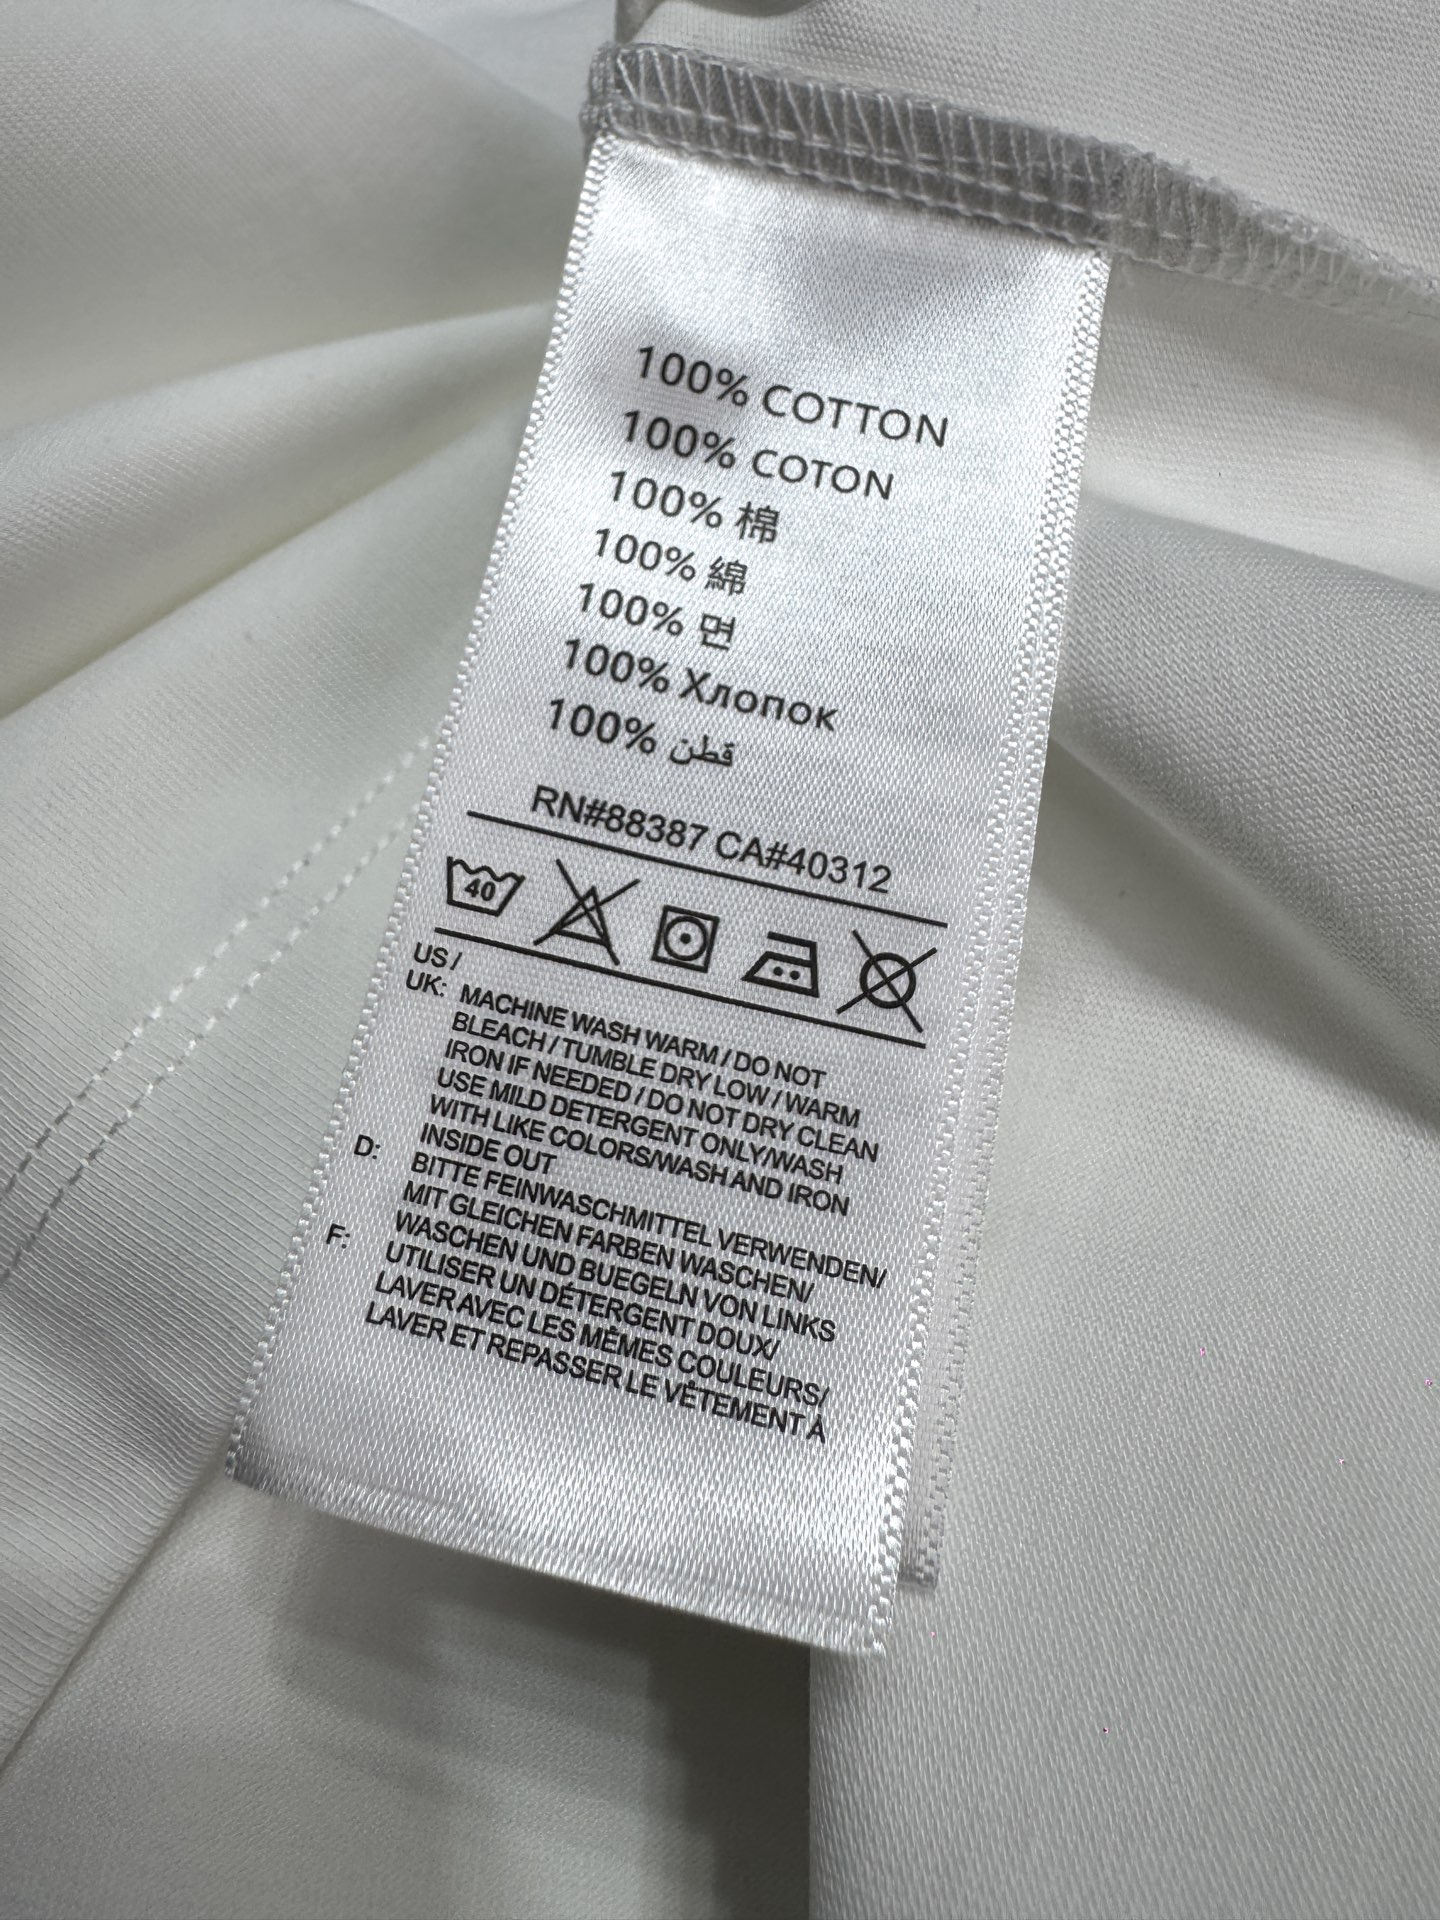 100% COTTON
100% COTON
100% 棉
100% 綿
100% 면
100% Хлопок
100% قطن
RN#88387 CA#40312
40
US /
UK: MACHINE WASH WARM / DO NOT
BLEACH / TUMBLE DRY LOW / WARM
IRON IF NEEDED / DO NOT DRY CLEAN
USE MILD DETERGENT ONLY/WASH
WITH LIKE COLORS/WASH AND IRON
INSIDE OUT
D: BITTE FEINWASCHMITTEL VERWENDEN/
MIT GLEICHEN FARBEN WASCHEN/
WASCHEN UND BUEGELN VON LINKS
F: UTILISER UN DÉTERGENT DOUX/
LAVER AVEC LES MÊMES COULEURS/
LAVER ET REPASSER LE VÊTEMENT À